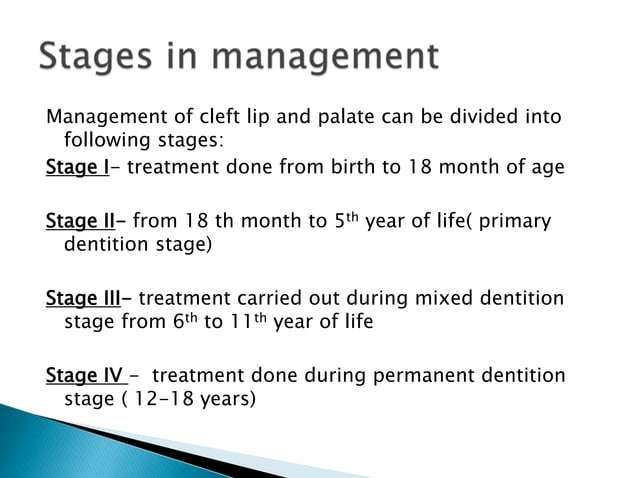 Stages in management
Management of cleft lip and palate can be divided into
following stages:
Stage I- treatment done from birth to 18 month of age
Stage II- from 18 th month to 5th year of life( primary
dentition stage)
Stage III- treatment carried out during mixed dentition
stage from 6th to 11th year of life
Stage IV - treatment done during permanent dentition
stage ( 12-18 years)